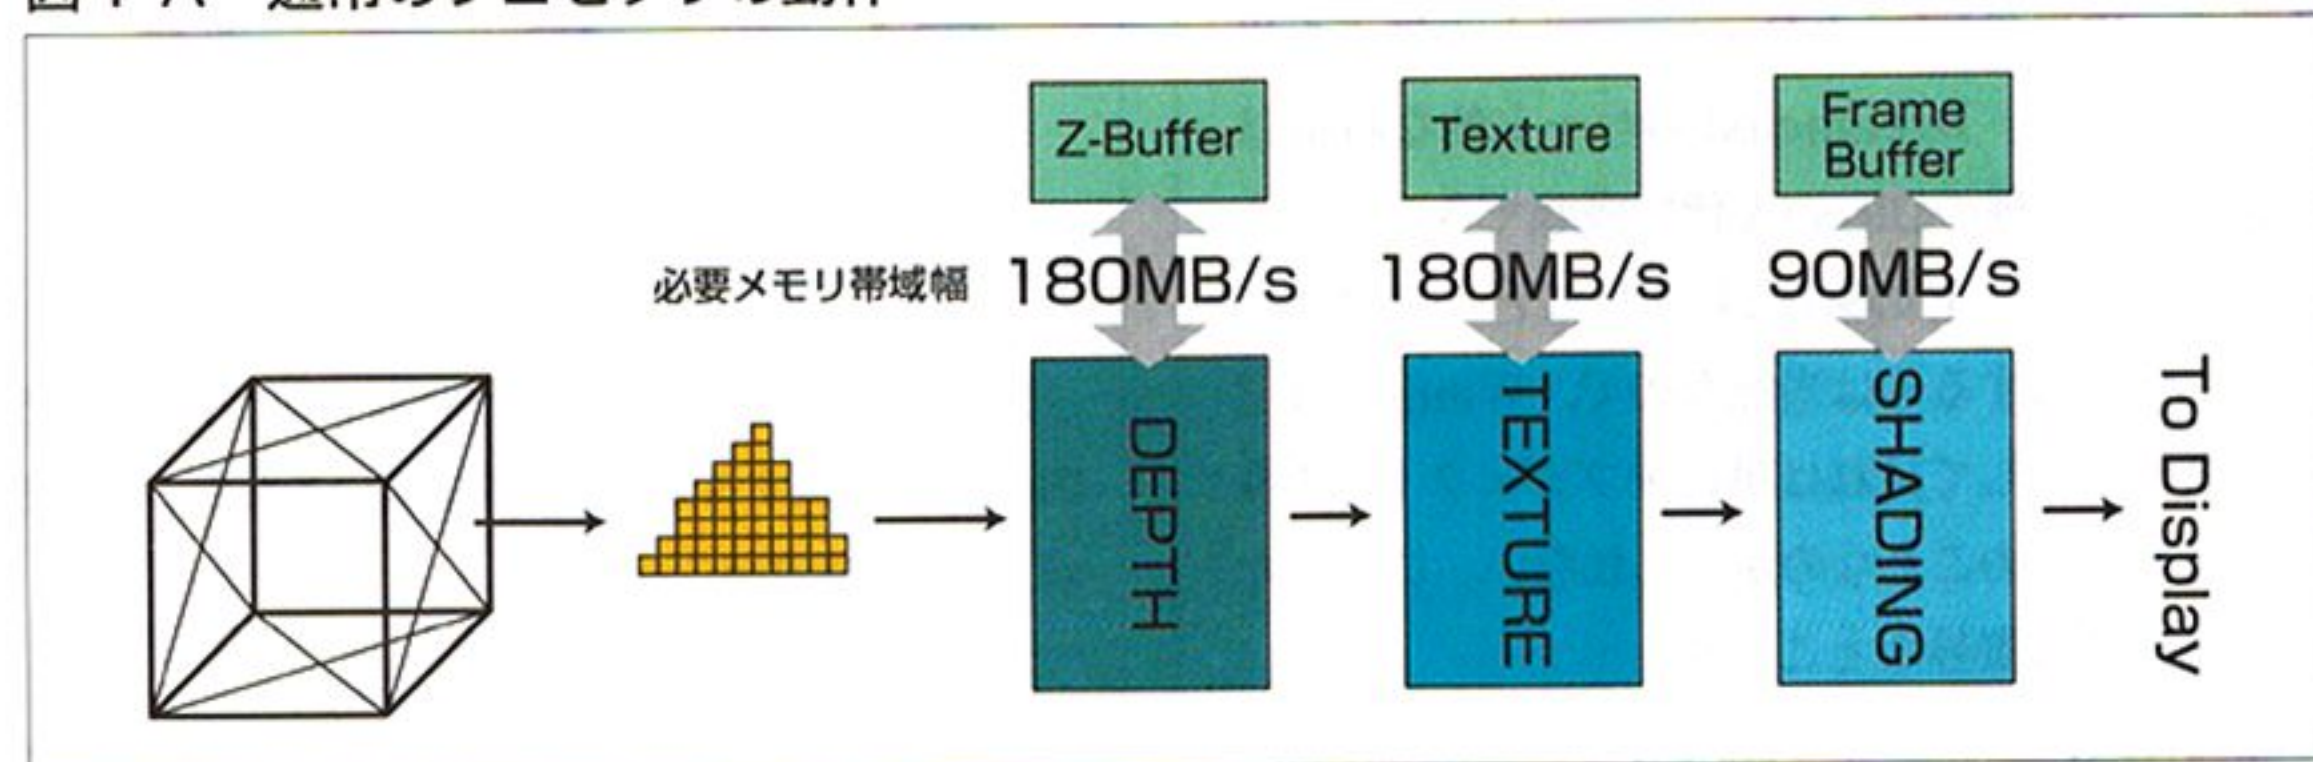 Z-Buffer
Texture
Frame
Buffer
必要メモリ帯域幅
180MB/s
180MB/s
90MB/s
DEPTH
TEXTURE
SHADING
To Display